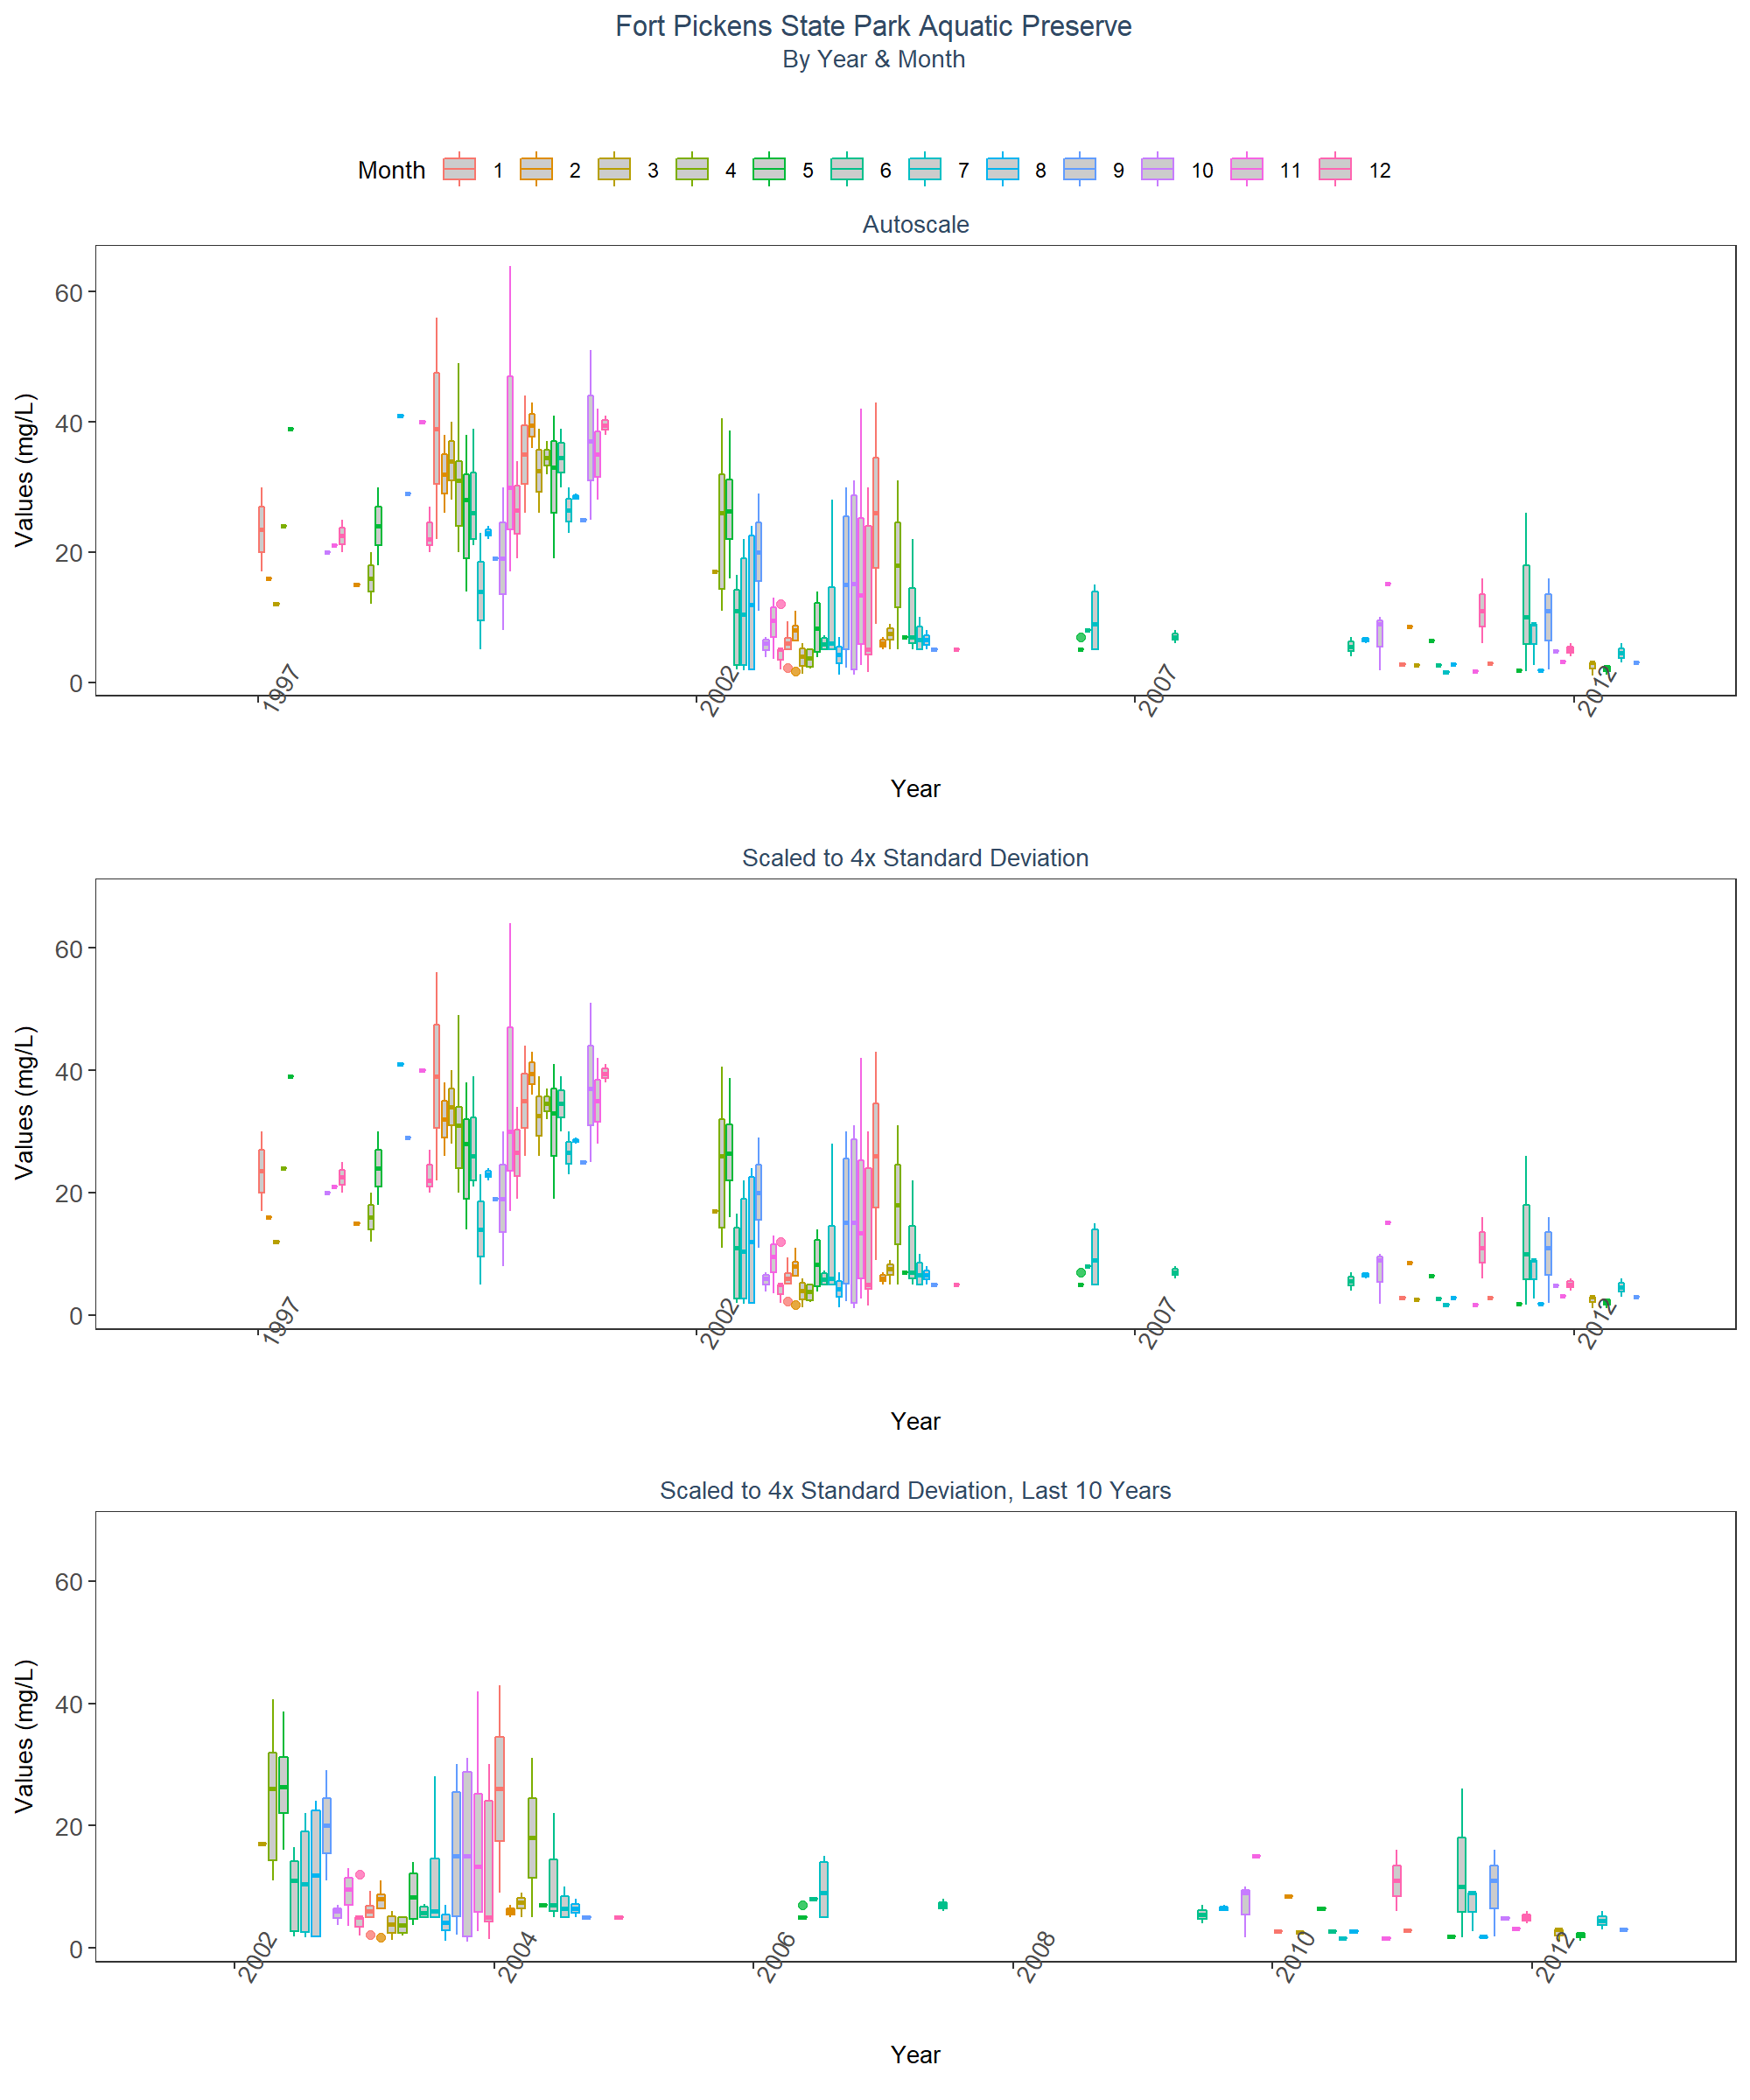 Fort Pickens State Park Aquatic Preserve
By Year & Month
Month 1 2 3 4 5 6 7 8 9 10 11 12
Autoscale
Values (mg/L)
60
40
20
0
1997 2002 2007 2012
Year
Scaled to 4x Standard Deviation
Values (mg/L)
60
40
20
0
1997 2002 2007 2012
Year
Scaled to 4x Standard Deviation, Last 10 Years
Values (mg/L)
60
40
20
0
2002 2004 2006 2008 2010 2012
Year